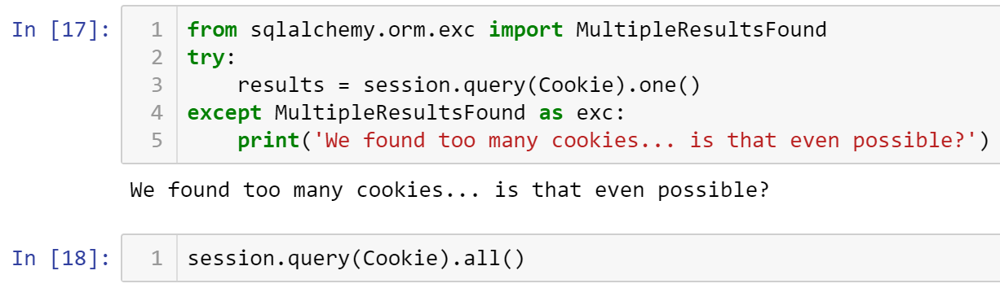 In [17]:
1 from sqlalchemy.orm.exc import MultipleResultsFound
2 try:
3     results = session.query(Cookie).one()
4 except MultipleResultsFound as exc:
5     print('We found too many cookies... is that even possible?')
We found too many cookies... is that even possible?
In [18]:
1 session.query(Cookie).all()